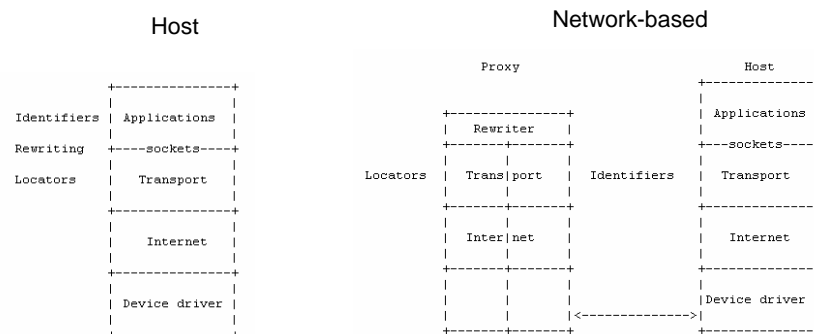 Host
Network-based
Identifiers Applications
Rewriting sockets
Locators Transport
Internet
Device driver
Proxy Host
Applications
Rewriter
sockets
Locators Trans|port Identifiers Transport
Inter|net Internet
Device driver